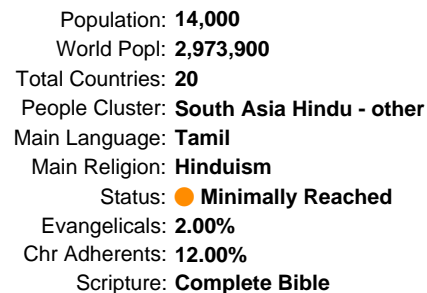 Population: 14,000
World Popl: 2,973,900
Total Countries: 20
People Cluster: South Asia Hindu - other
Main Language: Tamil
Main Religion: Hinduism
Status: Minimally Reached
Evangelicals: 2.00%
Chr Adherents: 12.00%
Scripture: Complete Bible